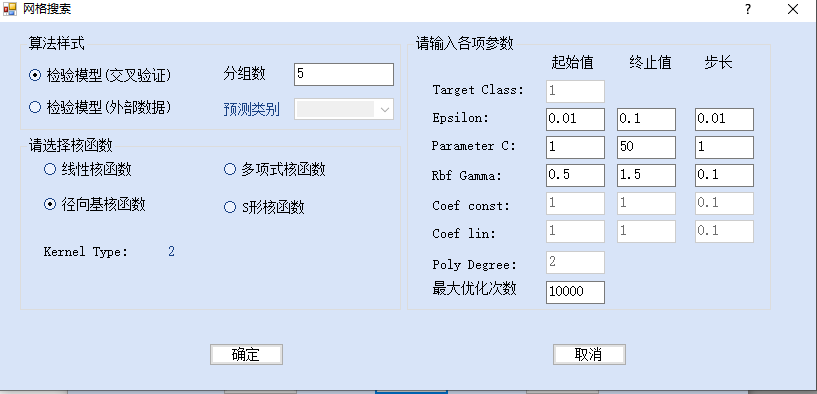 网格搜索
算法样式
检验模型(交叉验证) 分组数 5
检验模型(外部数据) 预测类别
请选择核函数
线性核函数 多项式核函数
径向基核函数 S形核函数
Kernel Type: 2
请输入各项参数
起始值 终止值 步长
Target Class: 1
Epsilon: 0.01 0.1 0.01
Parameter C: 1 50 1
Rbf Gamma: 0.5 1.5 0.1
Coef const: 1 1 0.1
Coef lin: 1 1 0.1
Poly Degree: 2
最大优化次数 10000
确定 取消